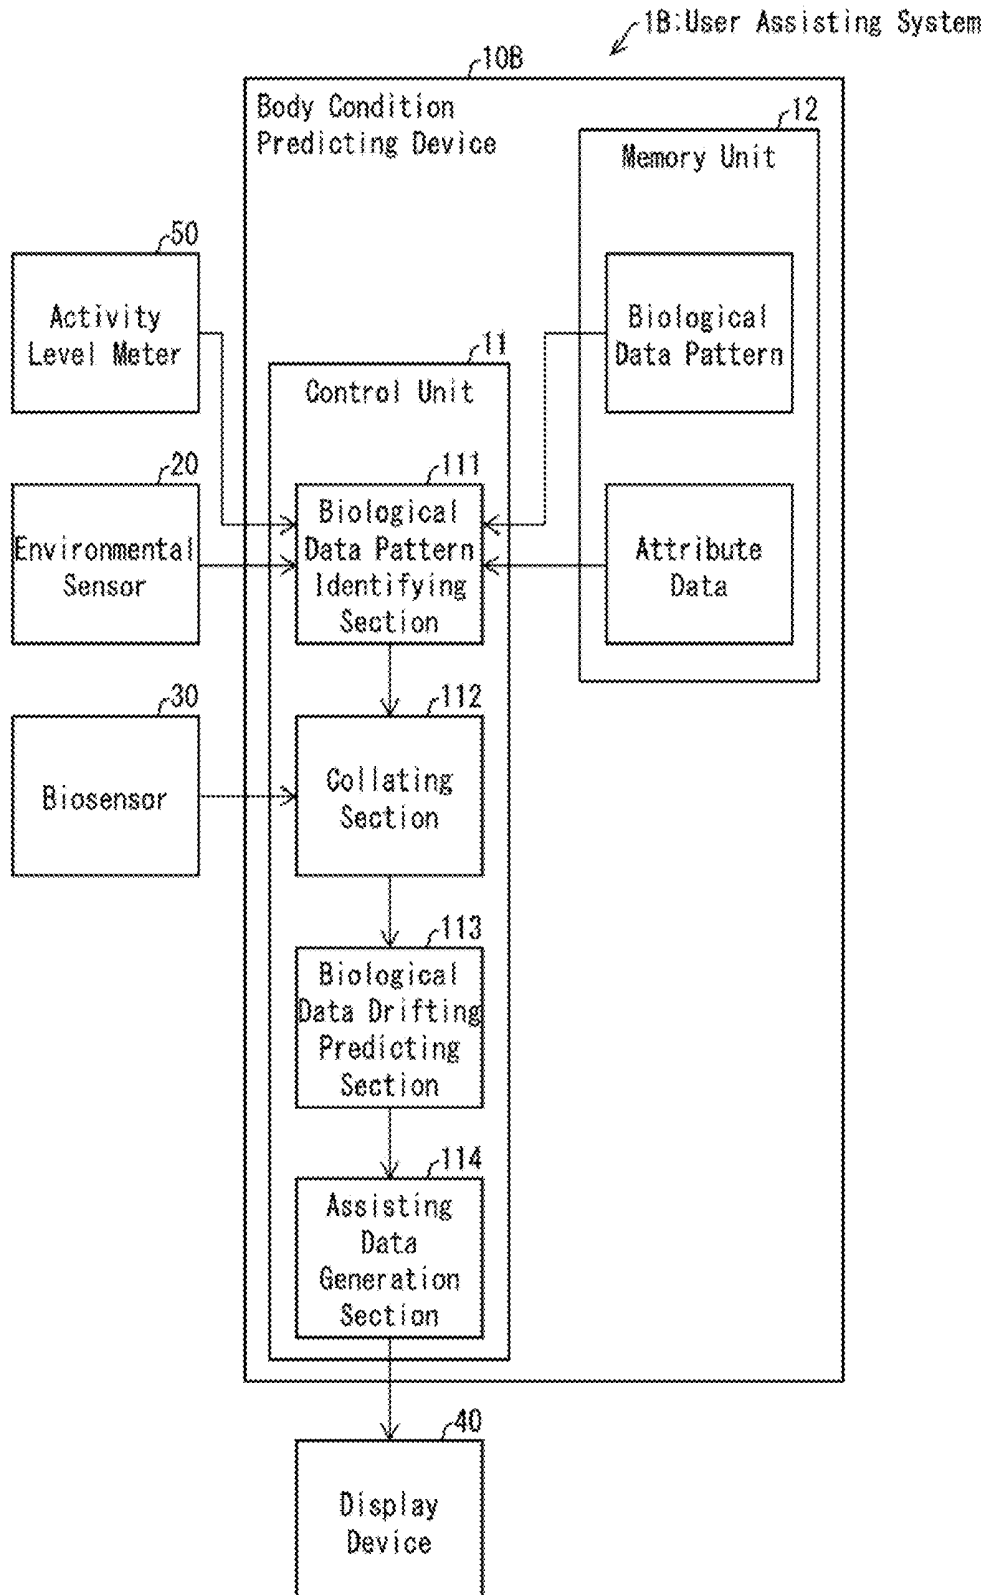 1B:User Assisting System
10B
Body Condition
Predicting Device
12
Memory Unit
50
Activity
Level Meter
Biological
Data Pattern
11
Control Unit
20
Environmental
Sensor
111
Biological
Data Pattern
Identifying
Section
Attribute
Data
30
Biosensor
112
Collating
Section
113
Biological
Data Drifting
Predicting
Section
114
Assisting
Data
Generation
Section
40
Display
Device